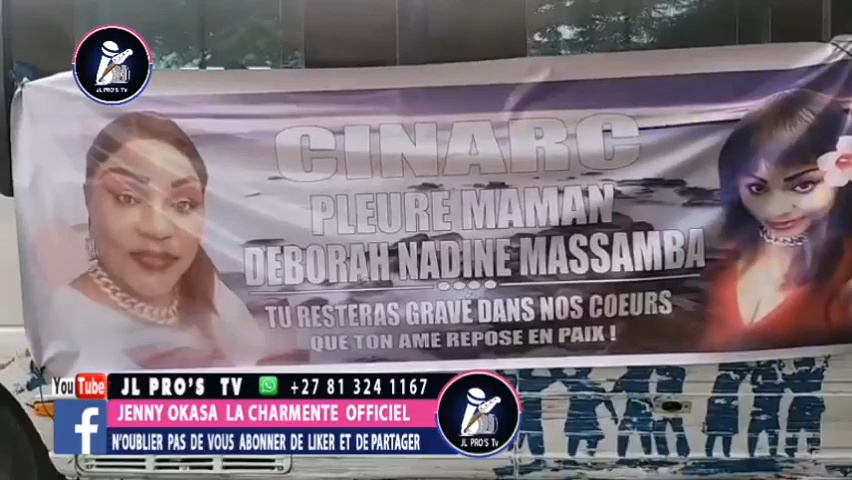 JL PRO'S TV
CINARC
PLEURE MAMAN
DEBORAH NADINE MASSAMBA
TU RESTERAS GRAVÉ DANS NOS COEURS
QUE TON AME REPOSE EN PAIX !
YouTube JL PRO'S TV +27 81 324 1167
JENNY OKASA LA CHARMENTE OFFICIEL
N'OUBLIER PAS DE VOUS ABONNER DE LIKER ET DE PARTAGER
JL PRO'S TV